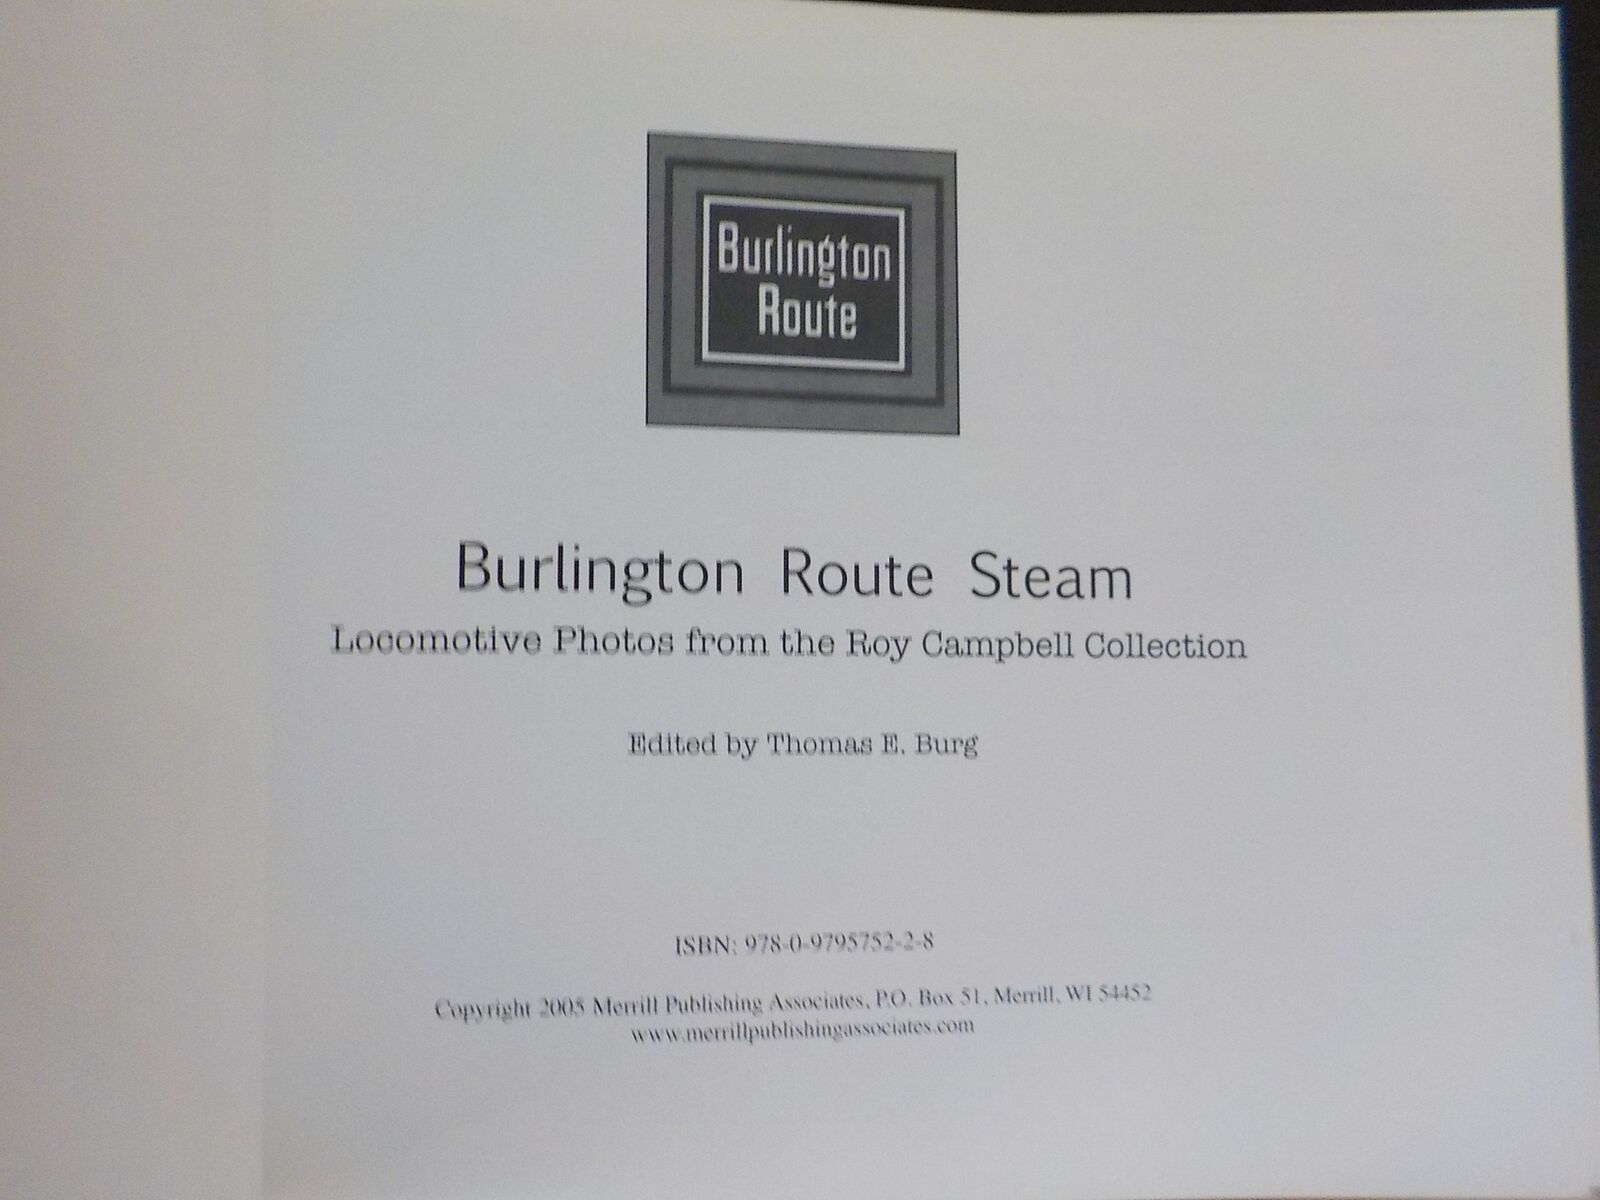 Burlington
Route
Burlington Route Steam
Locomotive Photos from the Roy Campbell Collection
Edited by Thomas E. Burg
ISBN: 978-0-9795752-2-8
Copyright 2005 Merrill Publishing Associates, P.O. Box 51, Merrill, WI 54452
www.merrillpublishingassociates.com